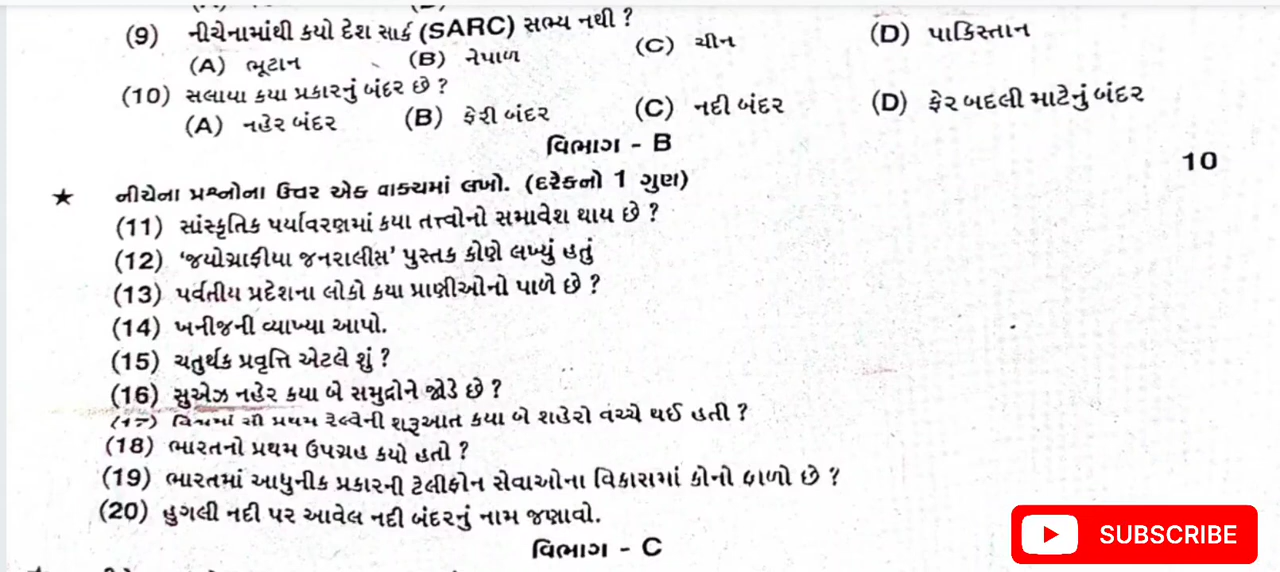 (9) નીચેનામાંથી કયો દેશ સાર્ક (SARC) સભ્ય નથી ?
(A) ભૂટાન (B) નેપાળ (C) ચીન (D) પાકિસ્તાન
(10) સલાયા કયા પ્રકારનું બંદર છે ?
(A) નહેર બંદર (B) ફેરી બંદર (C) નદી બંદર (D) ફેર બદલી માટેનું બંદર
વિભાગ - B
10
★ નીચેના પ્રશ્નોના ઉત્તર એક વાક્યમાં લખો. (દરેકનો 1 ગુણ)
(11) સાંસ્કૃતિક પર્યાવરણમાં કયા તત્ત્વોનો સમાવેશ થાય છે ?
(12) ‘જયોગ્રાફીયા જનરાલીસ’ પુસ્તક કોણે લખ્યું હતું
(13) પર્વતીય પ્રદેશના લોકો કયા પ્રાણીઓનો પાળે છે ?
(14) ખનીજની વ્યાખ્યા આપો.
(15) ચતુર્થક પ્રવૃત્તિ એટલે શું ?
(16) સુએઝ નહેર કયા બે સમુદ્રોને જોડે છે ?
(17) વિશ્વમાં સૌ પ્રથમ રેલ્વેની શરૂઆત કયા બે શહેરો વચ્ચે થઈ હતી ?
(18) ભારતનો પ્રથમ ઉપગ્રહ કયો હતો ?
(19) ભારતમાં આધુનીક પ્રકારની ટેલીફોન સેવાઓના વિકાસમાં કોનો ફાળો છે ?
(20) હુગલી નદી પર આવેલ નદી બંદરનું નામ જણાવો.
SUBSCRIBE
વિભાગ - C